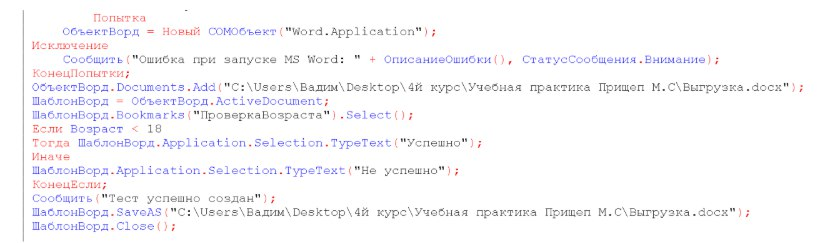 Попытка
ОбъектВорд = Новый COMОбъект("Word.Application");
Исключение
Сообщить("Ошибка при запуске MS Word: " + ОписаниеОшибки(), СтатусСообщения.Внимание);
КонецПопытки;
ОбъектВорд.Documents.Add("C:\Users\Вадим\Desktop\4й курс\Учебная практика Прищеп М.С\Выгрузка.docx");
ШаблонВорд = ОбъектВорд.ActiveDocument;
ШаблонВорд.Bookmarks("ПроверкаВозраста").Select();
Если Возраст < 18
Тогда ШаблонВорд.Application.Selection.TypeText("Успешно");
Иначе
ШаблонВорд.Application.Selection.TypeText("Не успешно");
КонецЕсли;
Сообщить("Тест успешно создан");
ШаблонВорд.SaveAS("C:\Users\Вадим\Desktop\4й курс\Учебная практика Прищеп М.С\Выгрузка.docx");
ШаблонВорд.Close();